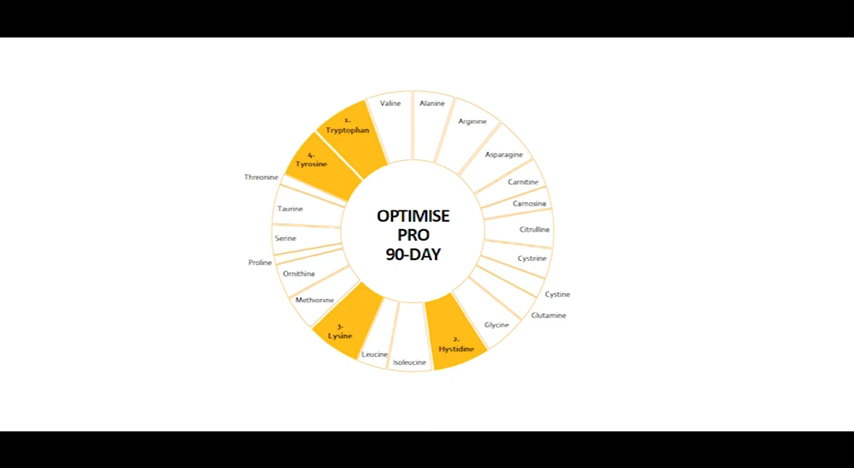 Valine
Alanine
Arginine
Asparagine
Carnitine
Carnosine
Citrulline
Cysteine
Cystine
Glutamine
Glycine
2.
Hystidine
Isoleucine
Leucine
3-
Lysine
Methionine
Ornithine
Proline
Serine
Taurine
Threonine
4-
Tyrosine
1.
Tryptophan
OPTIMISE
PRO
90-DAY